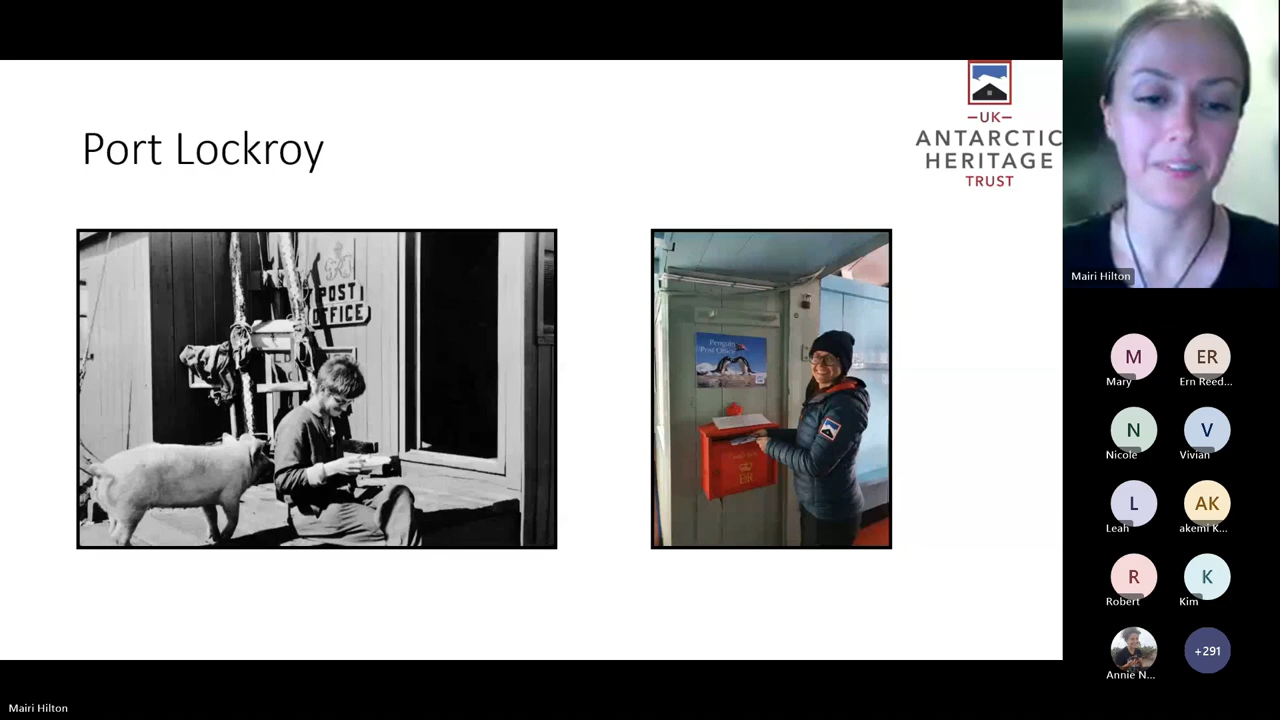 Port Lockroy
–UK–
ANTARCTIC
HERITAGE
TRUST
POST
OFFICE
Penguin
Post Office
ER
Mairi Hilton
M
ER
Mary
Ern Reed...
N
V
Nicole
Vivian
L
AK
Leah
akemi K...
R
K
Robert
Kim
+291
Annie N...
Mairi Hilton